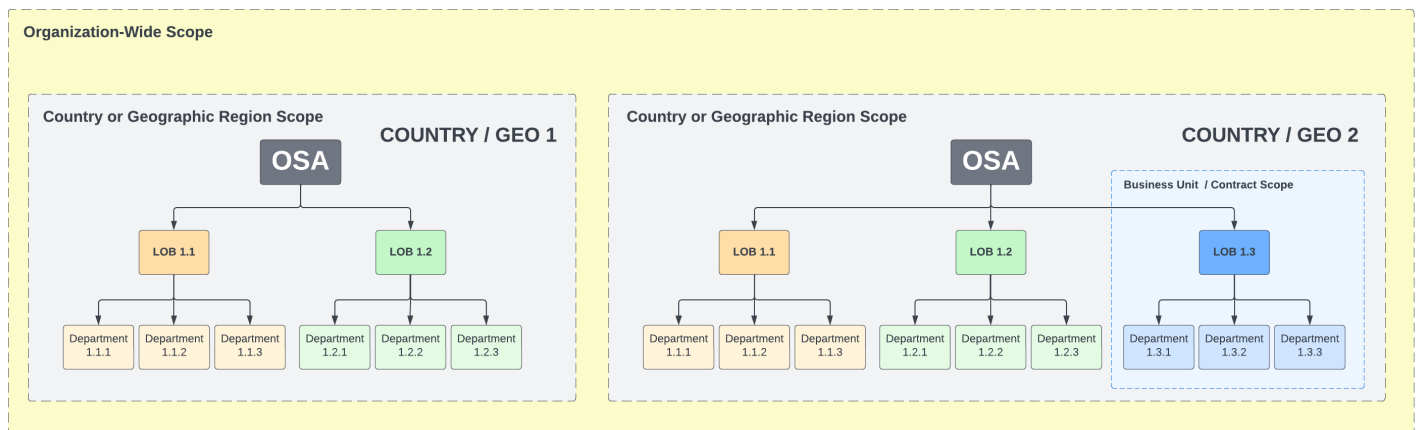 Organization-Wide Scope
Country or Geographic Region Scope
COUNTRY / GEO 1
OSA
LOB 1.1
LOB 1.2
Department
1.1.1
Department
1.1.2
Department
1.1.3
Department
1.2.1
Department
1.2.2
Department
1.2.3
Country or Geographic Region Scope
COUNTRY / GEO 2
OSA
Business Unit / Contract Scope
LOB 1.1
LOB 1.2
LOB 1.3
Department
1.1.1
Department
1.1.2
Department
1.1.3
Department
1.2.1
Department
1.2.2
Department
1.2.3
Department
1.3.1
Department
1.3.2
Department
1.3.3